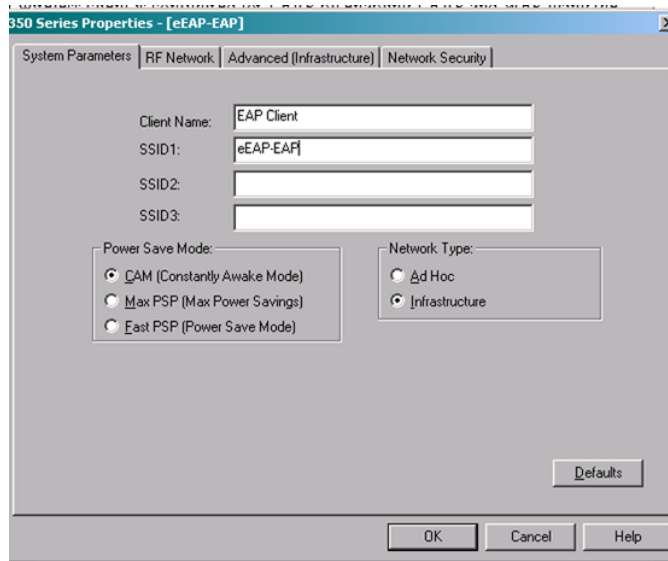 350 Series Properties - [eEAP-EAP]
System Parameters RF Network Advanced (Infrastructure) Network Security
Client Name: EAP Client
SSID1: eEAP-EAP
SSID2:
SSID3:
Power Save Mode: Network Type:
CAM (Constantly Awake Mode) Ad Hoc
Max PSP (Max Power Savings) Infrastructure
Fast PSP (Power Save Mode)
Defaults
OK Cancel Help